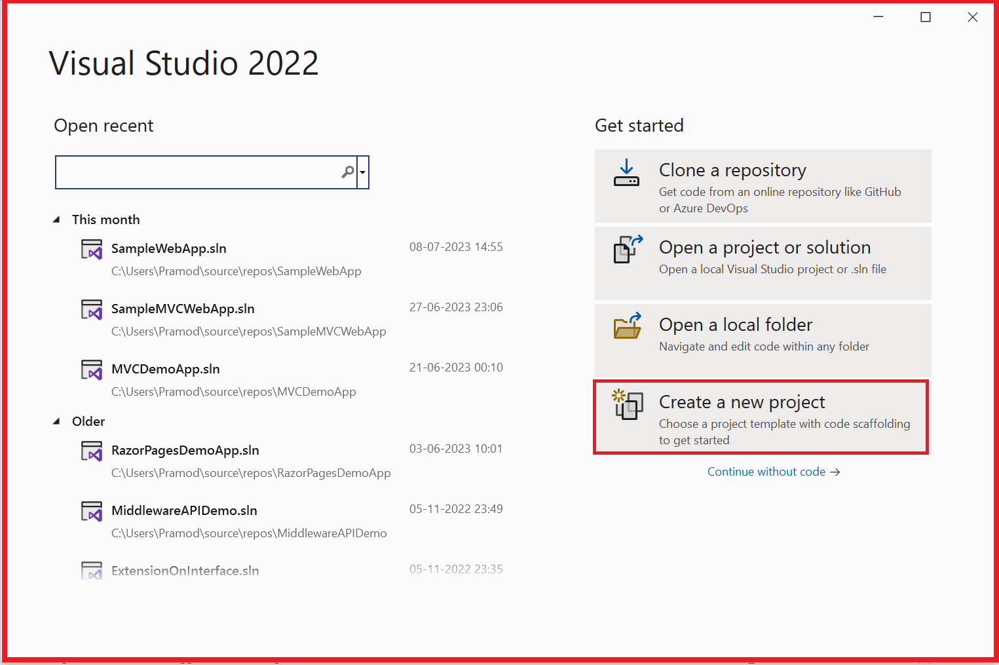 Visual Studio 2022
Open recent
This month
SampleWebApp.sln 08-07-2023 14:55
C:\Users\Pramod\source\repos\SampleWebApp
SampleMVCWebApp.sln 27-06-2023 23:06
C:\Users\Pramod\source\repos\SampleMVCWebApp
MVCDemoApp.sln 21-06-2023 00:10
C:\Users\Pramod\source\repos\MVCDemoApp
Older
RazorPagesDemoApp.sln 03-06-2023 10:01
C:\Users\Pramod\source\repos\RazorPagesDemoApp
MiddlewareAPIDemo.sln 05-11-2022 23:49
C:\Users\Pramod\source\repos\MiddlewareAPIDemo
ExtensionOnInterface.sln 05-11-2022 23:35
Get started
Clone a repository
Get code from an online repository like GitHub
or Azure DevOps
Open a project or solution
Open a local Visual Studio project or .sln file
Open a local folder
Navigate and edit code within any folder
Create a new project
Choose a project template with code scaffolding
to get started
Continue without code →